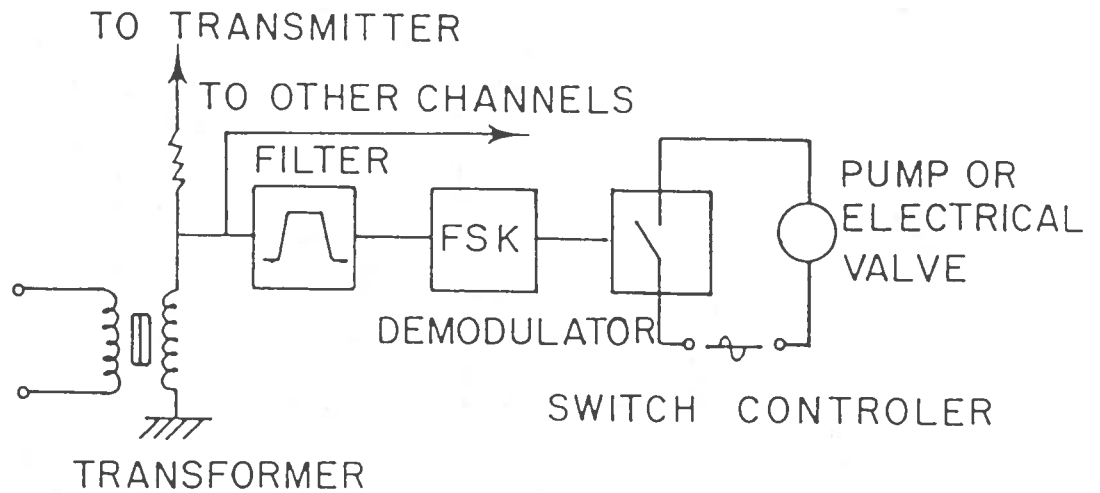 TO TRANSMITTER
TO OTHER CHANNELS
FILTER
FSK
PUMP OR
ELECTRICAL
VALVE
DEMODULATOR
SWITCH CONTROLER
TRANSFORMER